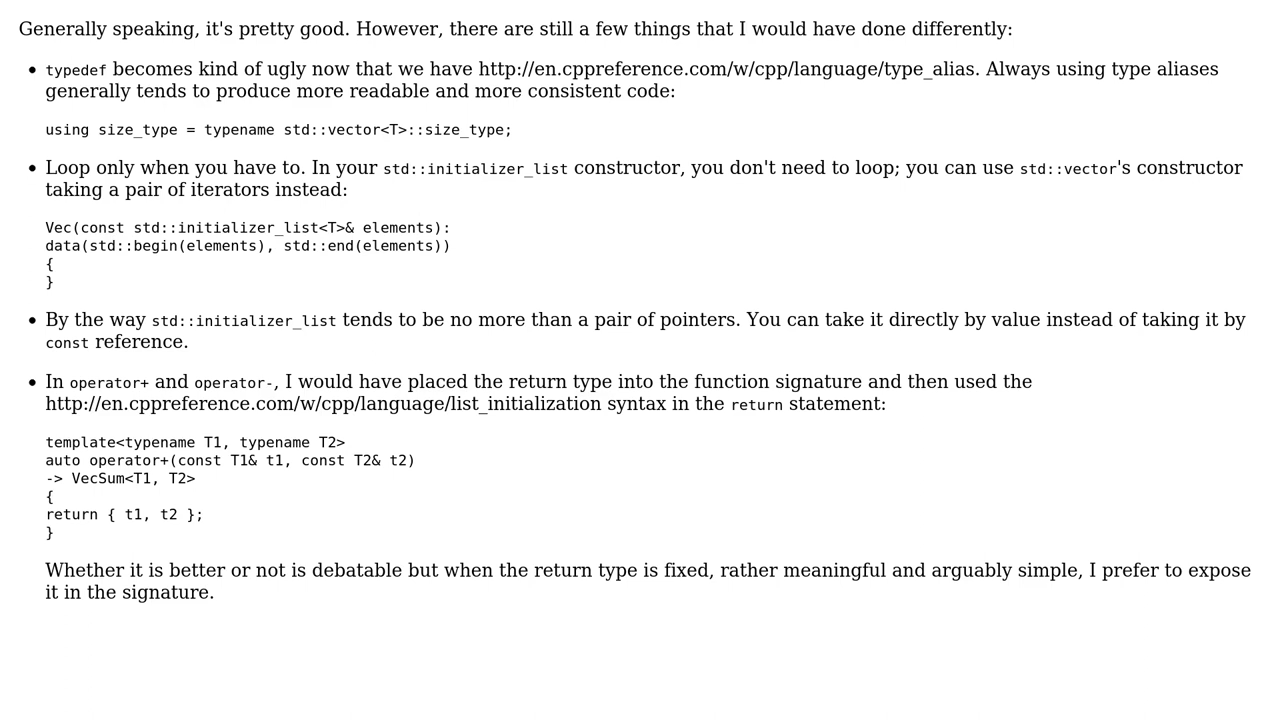 Generally speaking, it's pretty good. However, there are still a few things that I would have done differently:
• typedef becomes kind of ugly now that we have http://en.cppreference.com/w/cpp/language/type_alias. Always using type aliases
generally tends to produce more readable and more consistent code:
using size_type = typename std::vector<T>::size_type;
• Loop only when you have to. In your std::initializer_list constructor, you don't need to loop; you can use std::vector's constructor
taking a pair of iterators instead:
Vec(const std::initializer_list<T>& elements):
data(std::begin(elements), std::end(elements))
{
}
• By the way std::initializer_list tends to be no more than a pair of pointers. You can take it directly by value instead of taking it by
const reference.
• In operator+ and operator-, I would have placed the return type into the function signature and then used the
http://en.cppreference.com/w/cpp/language/list_initialization syntax in the return statement:
template<typename T1, typename T2>
auto operator+(const T1& t1, const T2& t2)
-> VecSum<T1, T2>
{
return { t1, t2 };
}
Whether it is better or not is debatable but when the return type is fixed, rather meaningful and arguably simple, I prefer to expose
it in the signature.